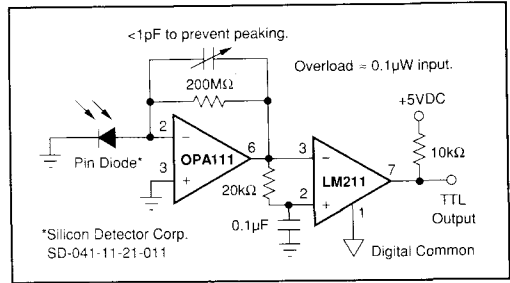 <1pF to prevent peaking.
Overload ≈ 0.1µW input.
200MΩ
+5VDC
2
6
OPA111
3
Pin Diode*
3
7
10kΩ
LM211
20kΩ
2
1
TTL
Output
0.1µF
*Silicon Detector Corp.
SD-041-11-21-011
Digital Common
−
+
−
+